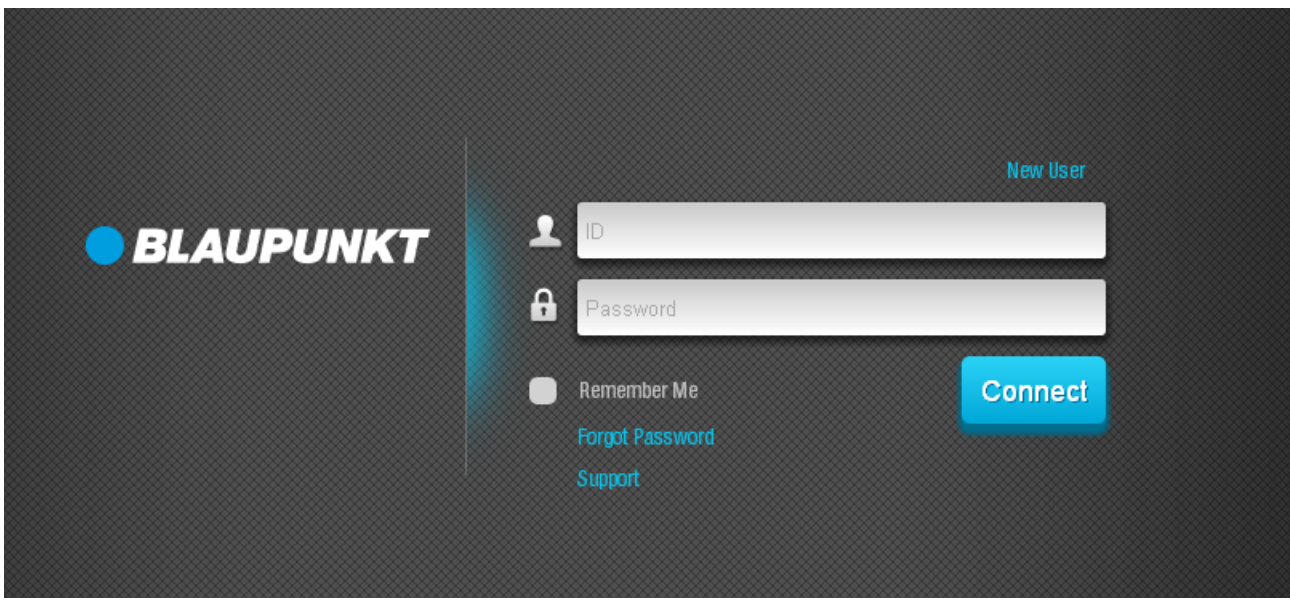 New User
BLAUPUNKT
ID
Password
Remember Me
Connect
Forgot Password
Support